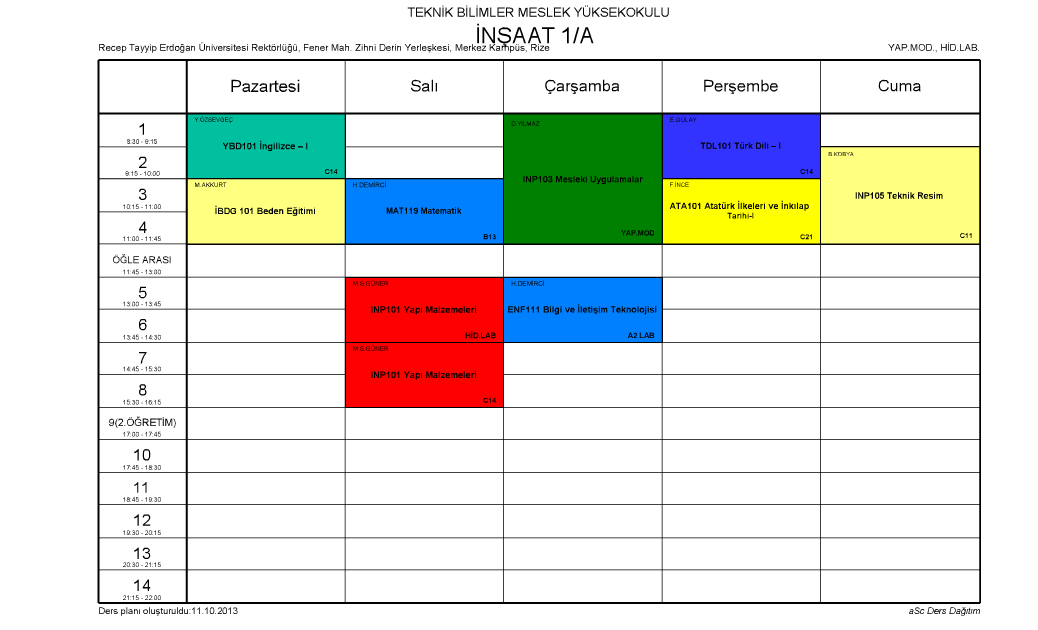 TEKNİK BİLİMLER MESLEK YÜKSEKOKULU
İNŞAAT 1/A
Recep Tayyip Erdoğan Üniversitesi Rektörlüğü, Fener Mah. Zihni Derin Yerleşkesi, Merkez Kampüs, Rize
YAP.MOD., HİD.LAB.
Pazartesi
Salı
Çarşamba
Perşembe
Cuma
1
8:30 - 9:15
Y.ÖZSEVGEÇ
YBD101 İngilizce – I
C14
D.YILMAZ
INP103 Mesleki Uygulamalar
YAP.MOD
E.GÜLAY
TDL101 Türk Dili – I
C14
2
9:15 - 10:00
B.KOBYA
INP105 Teknik Resim
C11
3
10:15 - 11:00
M.AKKURT
İBDG 101 Beden Eğitimi
H.DEMİRCİ
MAT119 Matematik
B13
F.İNCE
ATA101 Atatürk İlkeleri ve İnkılap
Tarihi-I
C21
4
11:00 - 11:45
ÖĞLE ARASI
11:45 - 13:00
5
13:00 - 13:45
M.S.GÜNER
INP101 Yapı Malzemeleri
HİD.LAB
H.DEMİRCİ
ENF111 Bilgi ve İletişim Teknolojisi
A2 LAB
6
13:45 - 14:30
7
14:45 - 15:30
M.S.GÜNER
INP101 Yapı Malzemeleri
C14
8
15:30 - 16:15
9(2.ÖĞRETİM)
17:00 - 17:45
10
17:45 - 18:30
11
18:45 - 19:30
12
19:30 - 20:15
13
20:30 - 21:15
14
21:15 - 22:00
Ders planı oluşturuldu:11.10.2013
aSc Ders Dağıtım